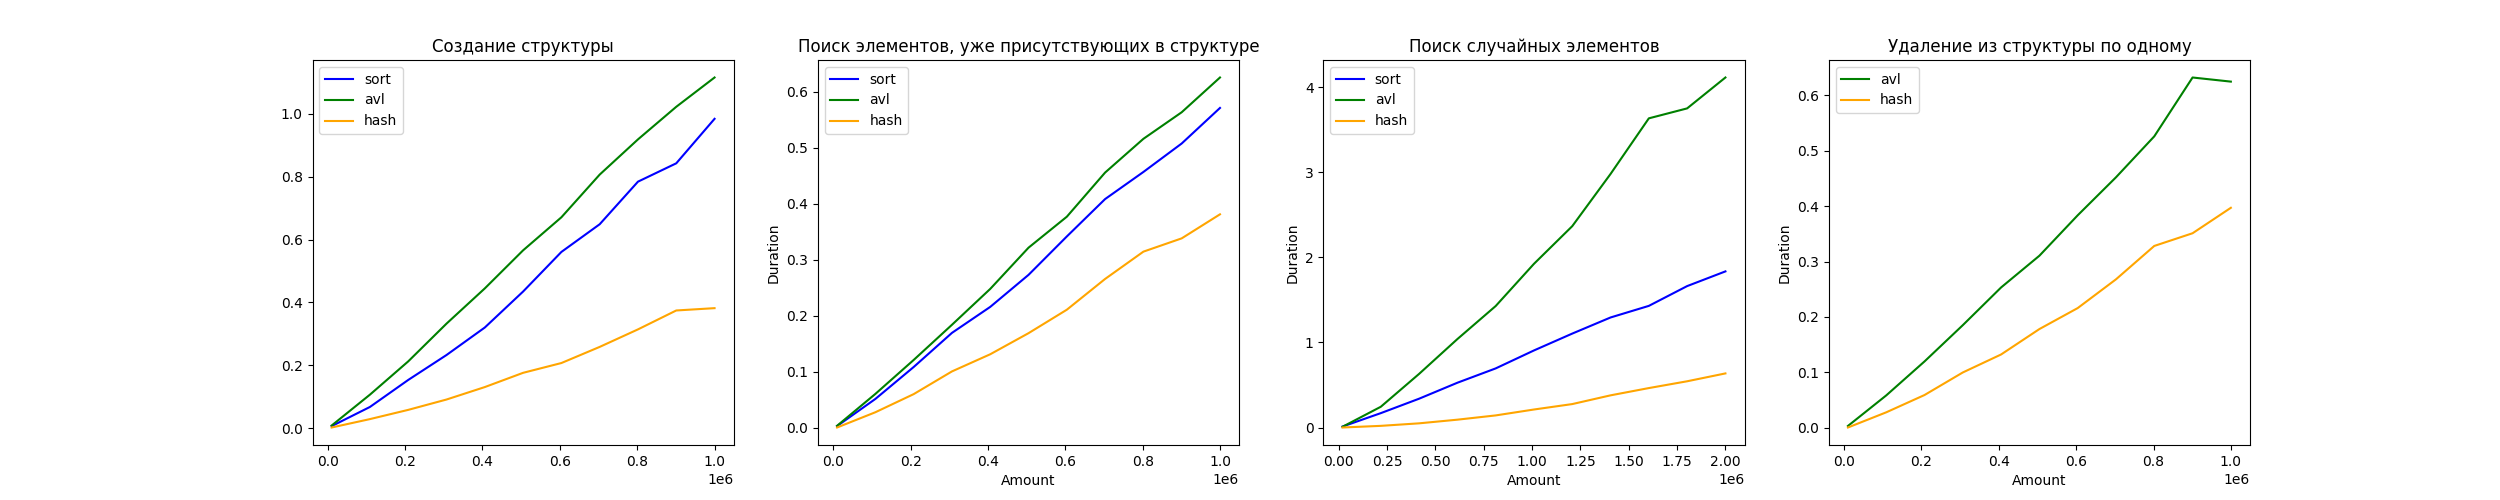 Создание структуры
sort
avl
hash
1.0
0.8
0.6
0.4
0.2
0.0
0.0 0.2 0.4 0.6 0.8 1.0
1e6
Поиск элементов, уже присутствующих в структуре
sort
avl
hash
Duration
0.6
0.5
0.4
0.3
0.2
0.1
0.0
0.0 0.2 0.4 0.6 0.8 1.0
Amount
1e6
Поиск случайных элементов
sort
avl
hash
Duration
4
3
2
1
0
0.00 0.25 0.50 0.75 1.00 1.25 1.50 1.75 2.00
Amount
1e6
Удаление из структуры по одному
avl
hash
Duration
0.6
0.5
0.4
0.3
0.2
0.1
0.0
0.0 0.2 0.4 0.6 0.8 1.0
Amount
1e6